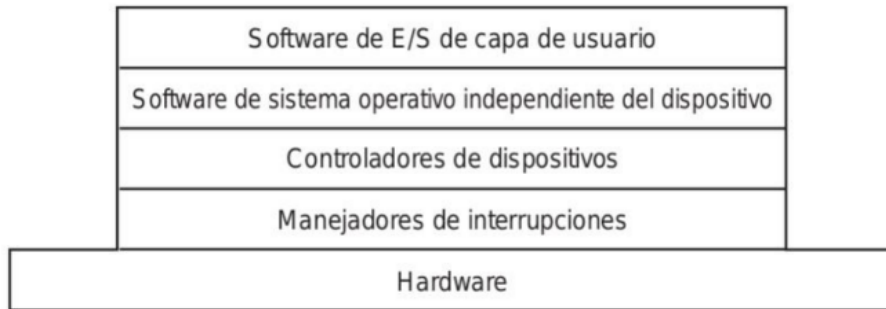 Software de E/S de capa de usuario
Software de sistema operativo independiente del dispositivo
Controladores de dispositivos
Manejadores de interrupciones
Hardware